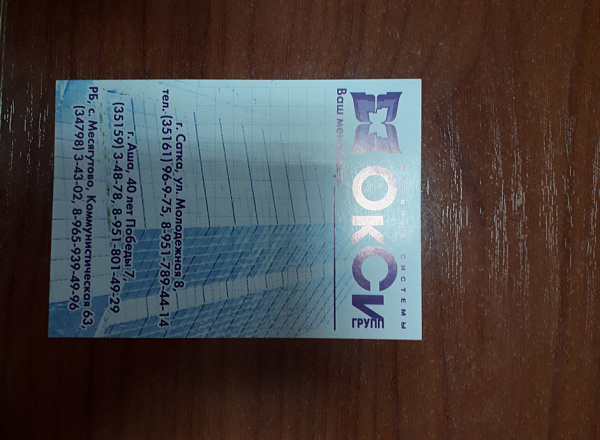 СИСТЕМЫ
ОКСИ
ГРУПП
Ваш
г. Сатка, ул. Молодежная 8,
тел. (35161) 96-9-75, 8-951-789-44-14
г. Аша, 40 лет Победы 7,
(35159) 3-48-78, 8-951-801-49-29
РБ, с. Месягутово, Коммунистическая 63,
(34798) 3-43-02, 8-965-939-49-96